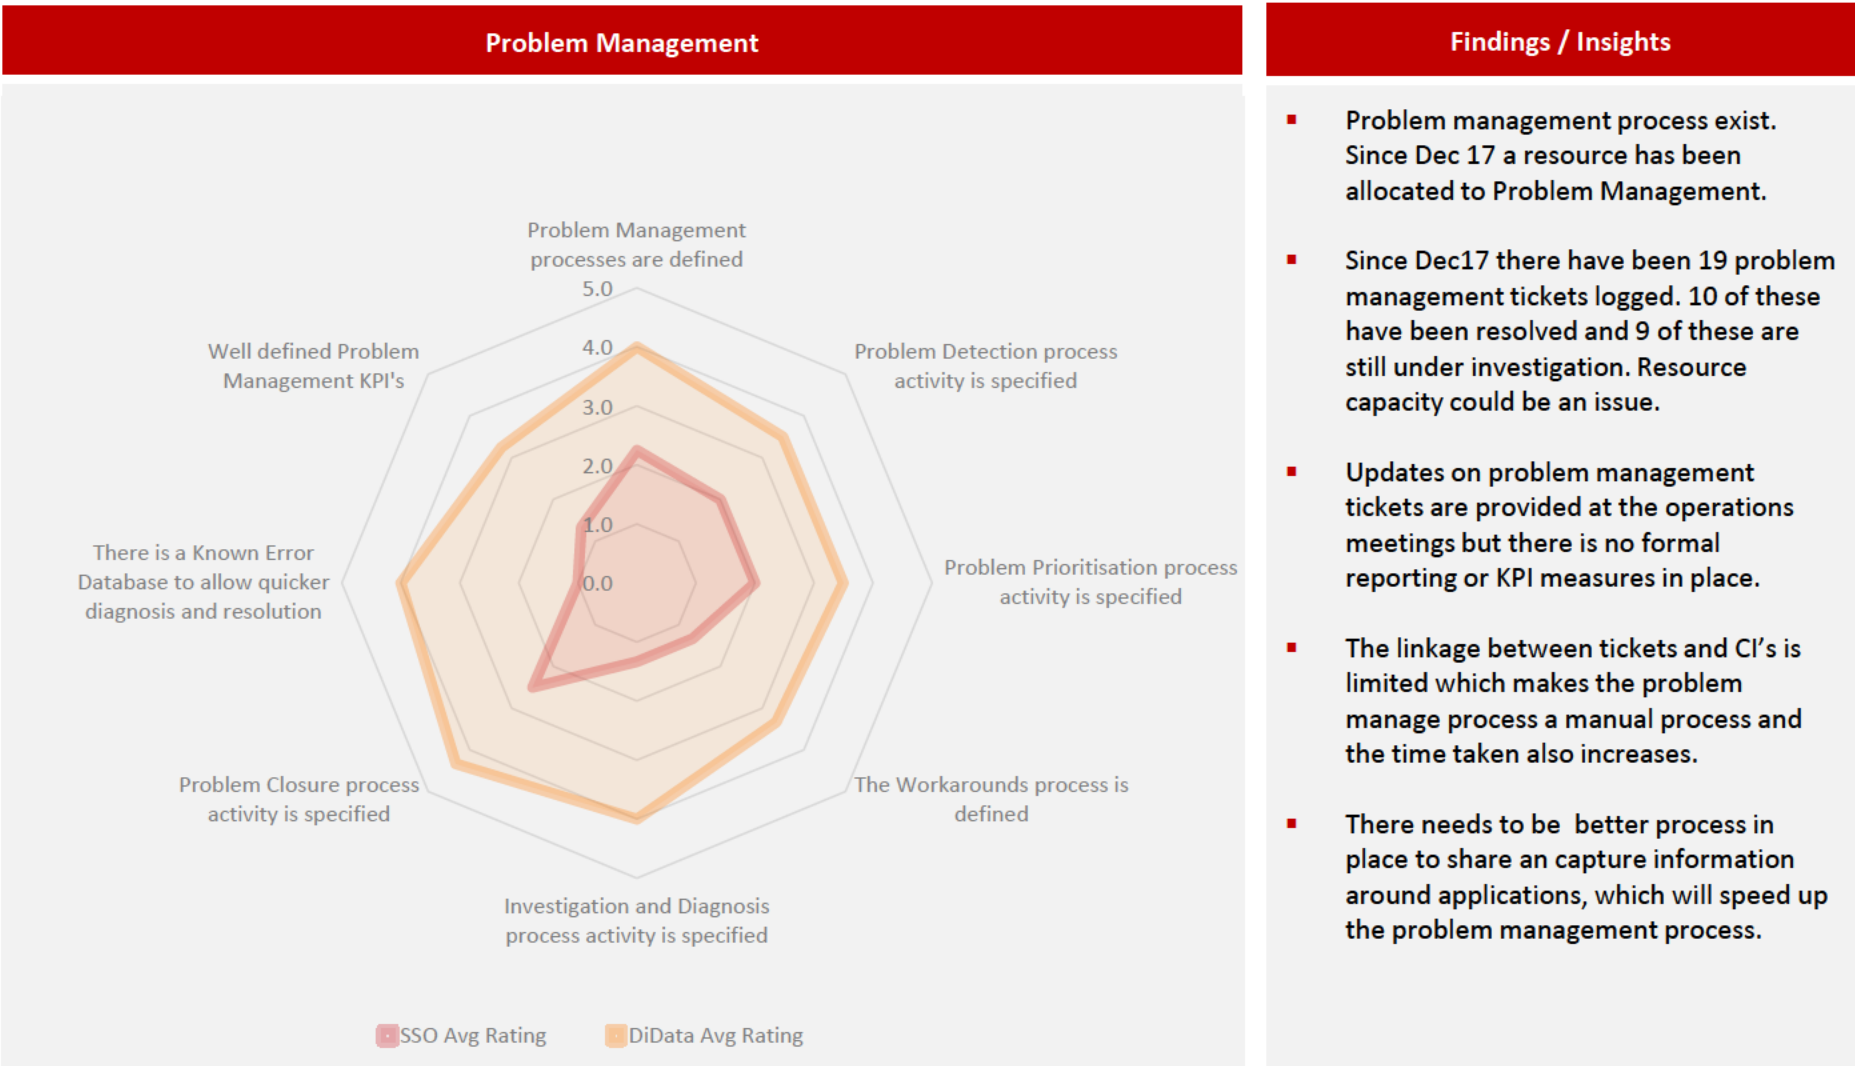 Problem Management
Problem Management
processes are defined
5.0
4.0
3.0
2.0
1.0
0.0
Problem Detection process
activity is specified
Problem Prioritisation process
activity is specified
The Workarounds process is
defined
Investigation and Diagnosis
process activity is specified
Problem Closure process
activity is specified
There is a Known Error
Database to allow quicker
diagnosis and resolution
Well defined Problem
Management KPI's
SSO Avg Rating
DiData Avg Rating
Findings / Insights
Problem management process exist.
Since Dec 17 a resource has been
allocated to Problem Management.
Since Dec17 there have been 19 problem
management tickets logged. 10 of these
have been resolved and 9 of these are
still under investigation. Resource
capacity could be an issue.
Updates on problem management
tickets are provided at the operations
meetings but there is no formal
reporting or KPI measures in place.
The linkage between tickets and CI’s is
limited which makes the problem
manage process a manual process and
the time taken also increases.
There needs to be  better process in
place to share an capture information
around applications, which will speed up
the problem management process.